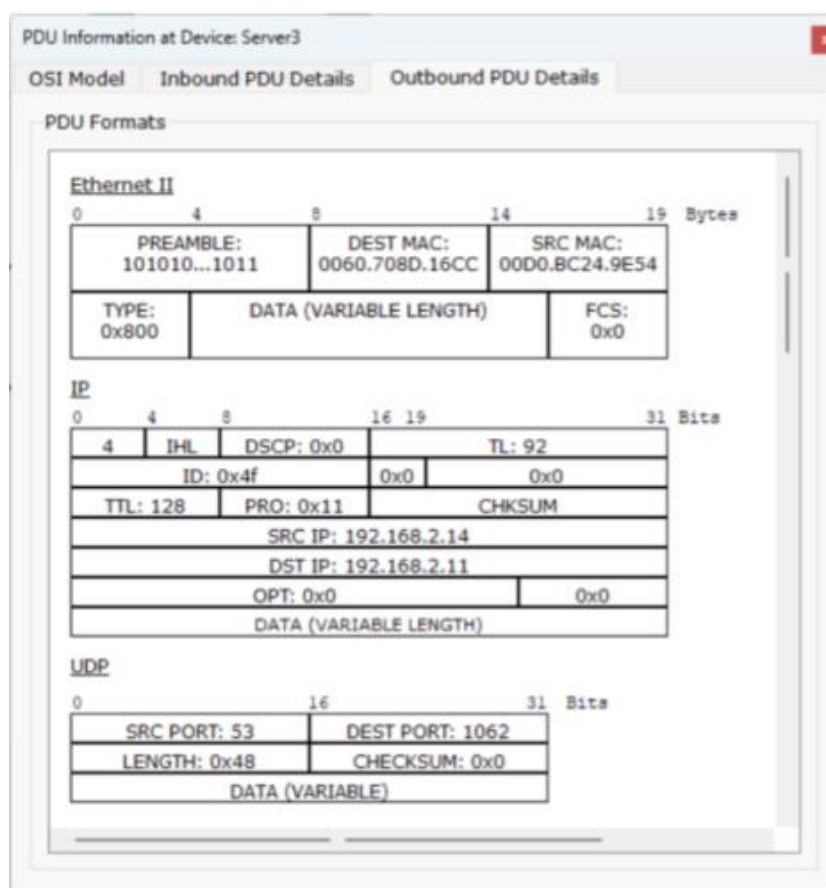 PDU Information at Device: Server3
OSI Model Inbound PDU Details Outbound PDU Details
PDU Formats
Ethernet II
0 4 8 14 19 Bytes
PREAMBLE: DEST MAC: SRC MAC:
101010...1011 0060.708D.16CC 00D0.BC24.9E54
TYPE: DATA (VARIABLE LENGTH) FCS:
0x800 0x0
IP
0 4 8 16 19 31 Bits
4 IHL DSCP: 0x0 TL: 92
ID: 0x4f 0x0 0x0
TTL: 128 PRO: 0x11 CHKSUM
SRC IP: 192.168.2.14
DST IP: 192.168.2.11
OPT: 0x0 0x0
DATA (VARIABLE LENGTH)
UDP
0 16 31 Bits
SRC PORT: 53 DEST PORT: 1062
LENGTH: 0x48 CHECKSUM: 0x0
DATA (VARIABLE)